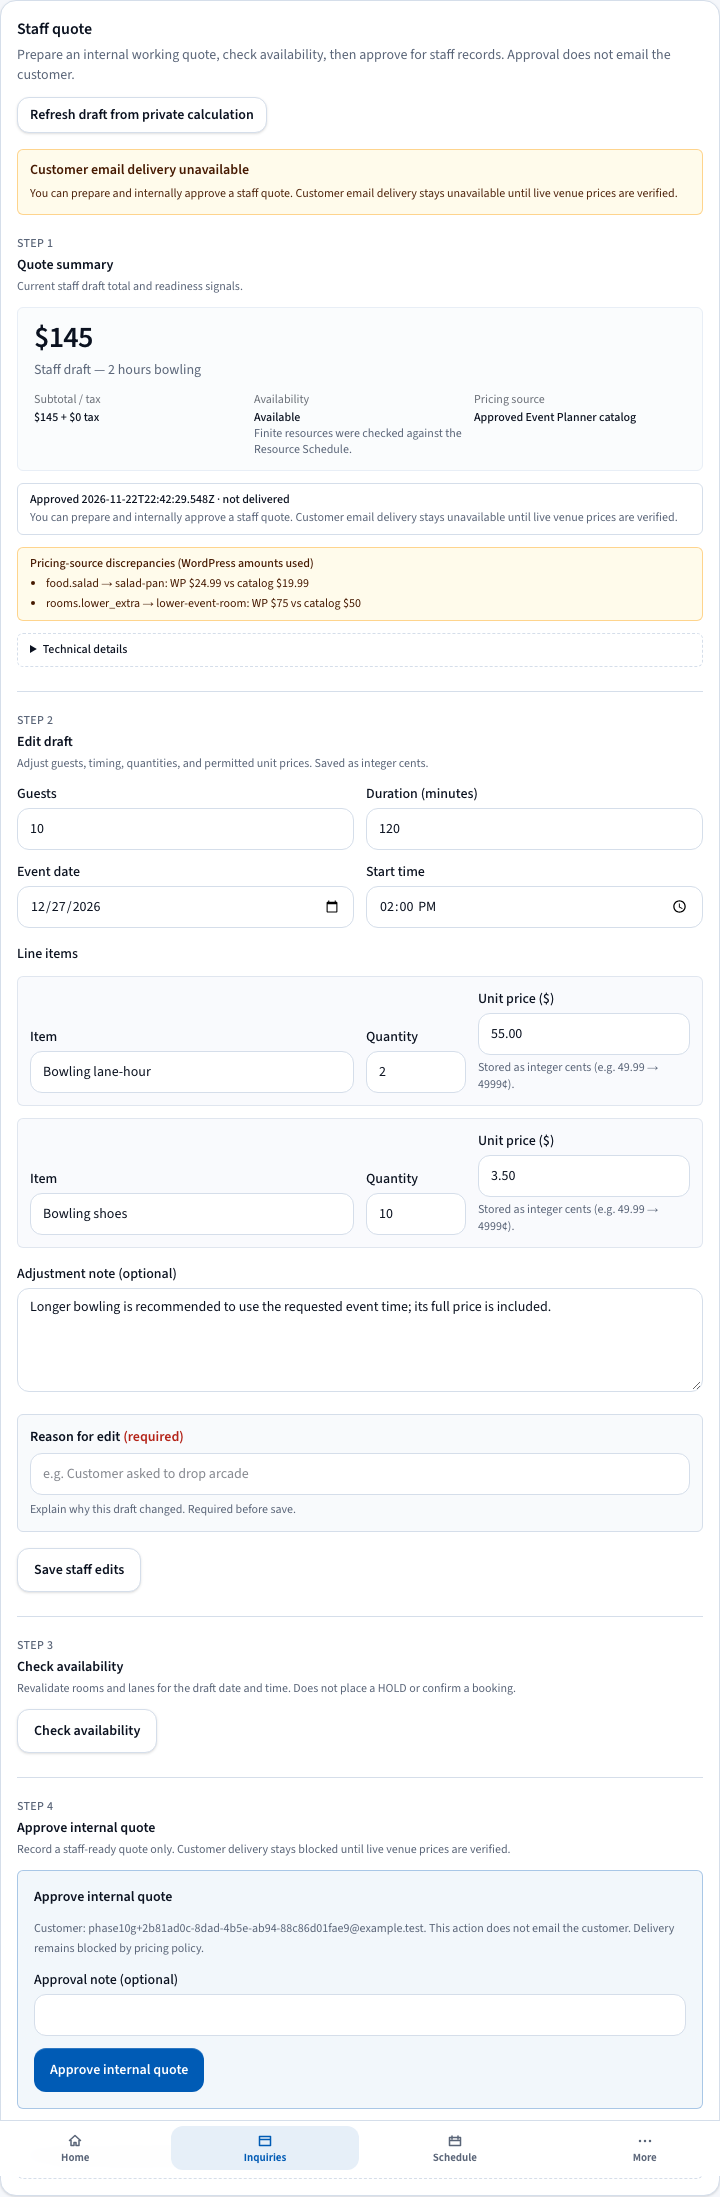 Staff quote
Prepare an internal working quote, check availability, then approve for staff records. Approval does not email the
customer.
Refresh draft from private calculation
Customer email delivery unavailable
You can prepare and internally approve a staff quote. Customer email delivery stays unavailable until live venue prices are verified.
STEP 1
Quote summary
Current staff draft total and readiness signals.
$145
Staff draft — 2 hours bowling
Subtotal / tax
$145 + $0 tax
Availability
Available
Finite resources were checked against the
Resource Schedule.
Pricing source
Approved Event Planner catalog
Approved 2026-11-22T22:42:29.548Z · not delivered
You can prepare and internally approve a staff quote. Customer email delivery stays unavailable until live venue prices are verified.
Pricing-source discrepancies (WordPress amounts used)
• food.salad → salad-pan: WP $24.99 vs catalog $19.99
• rooms.lower_extra → lower-event-room: WP $75 vs catalog $50
Technical details
STEP 2
Edit draft
Adjust guests, timing, quantities, and permitted unit prices. Saved as integer cents.
Guests
10
Duration (minutes)
120
Event date
12/27/2026
Start time
02:00 PM
Line items
Item
Bowling lane-hour
Quantity
2
Unit price ($)
55.00
Stored as integer cents (e.g. 49.99 →
4999¢).
Item
Bowling shoes
Quantity
10
Unit price ($)
3.50
Stored as integer cents (e.g. 49.99 →
4999¢).
Adjustment note (optional)
Longer bowling is recommended to use the requested event time; its full price is included.
Reason for edit (required)
e.g. Customer asked to drop arcade
Explain why this draft changed. Required before save.
Save staff edits
STEP 3
Check availability
Revalidate rooms and lanes for the draft date and time. Does not place a HOLD or confirm a booking.
Check availability
STEP 4
Approve internal quote
Record a staff-ready quote only. Customer delivery stays blocked until live venue prices are verified.
Approve internal quote
Customer: phase10g+2b81ad0c-8dad-4b5e-ab94-88c86d01fae9@example.test. This action does not email the customer. Delivery
remains blocked by pricing policy.
Approval note (optional)
Approve internal quote
Home
Inquiries
Schedule
More